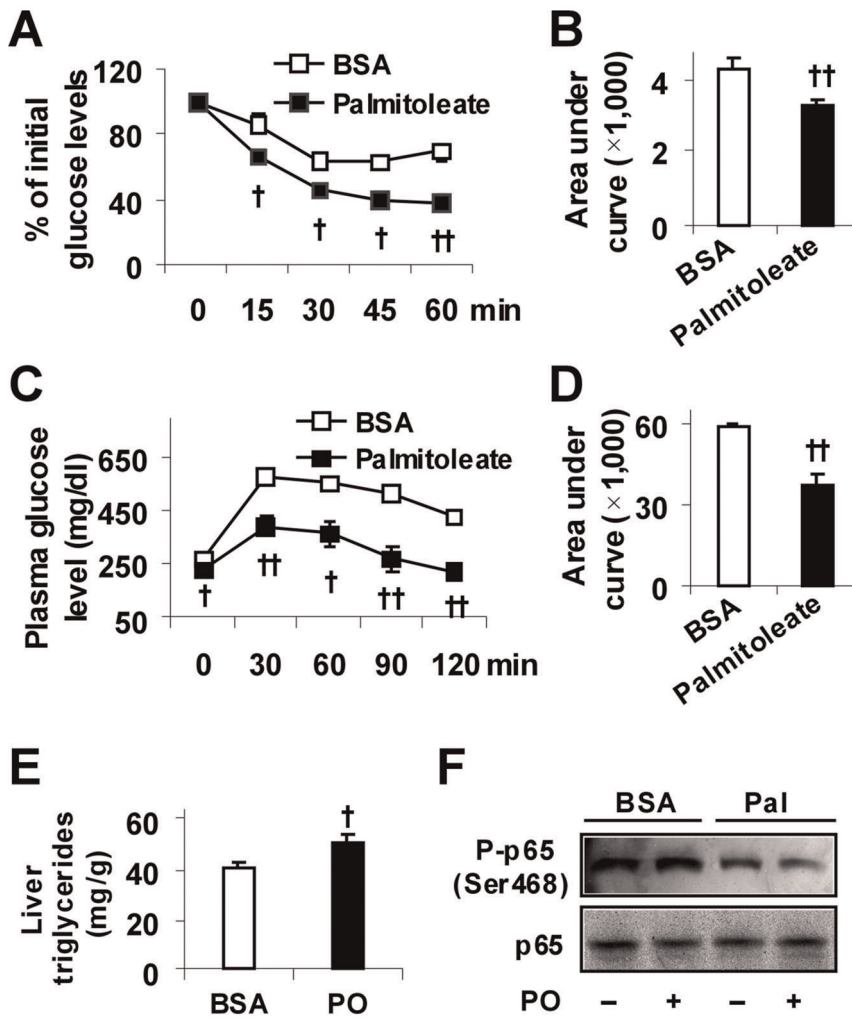 A
BSA
Palmitoleate
% of initial
glucose levels
120
80
40
0
†
†
†
††
0 15 30 45 60 min
B
Area under
curve (×1,000)
4
2
0
††
BSA
Palmitoleate
C
BSA
Palmitoleate
Plasma glucose
level (mg/dl)
650
450
250
50
†
††
†
††
††
0 30 60 90 120 min
D
Area under
curve (×1,000)
60
30
0
††
BSA
Palmitoleate
E
Liver
triglycerides
(mg/g)
60
40
20
0
†
BSA PO
F
BSA Pal
P-p65
(Ser468)
p65
PO – + – +